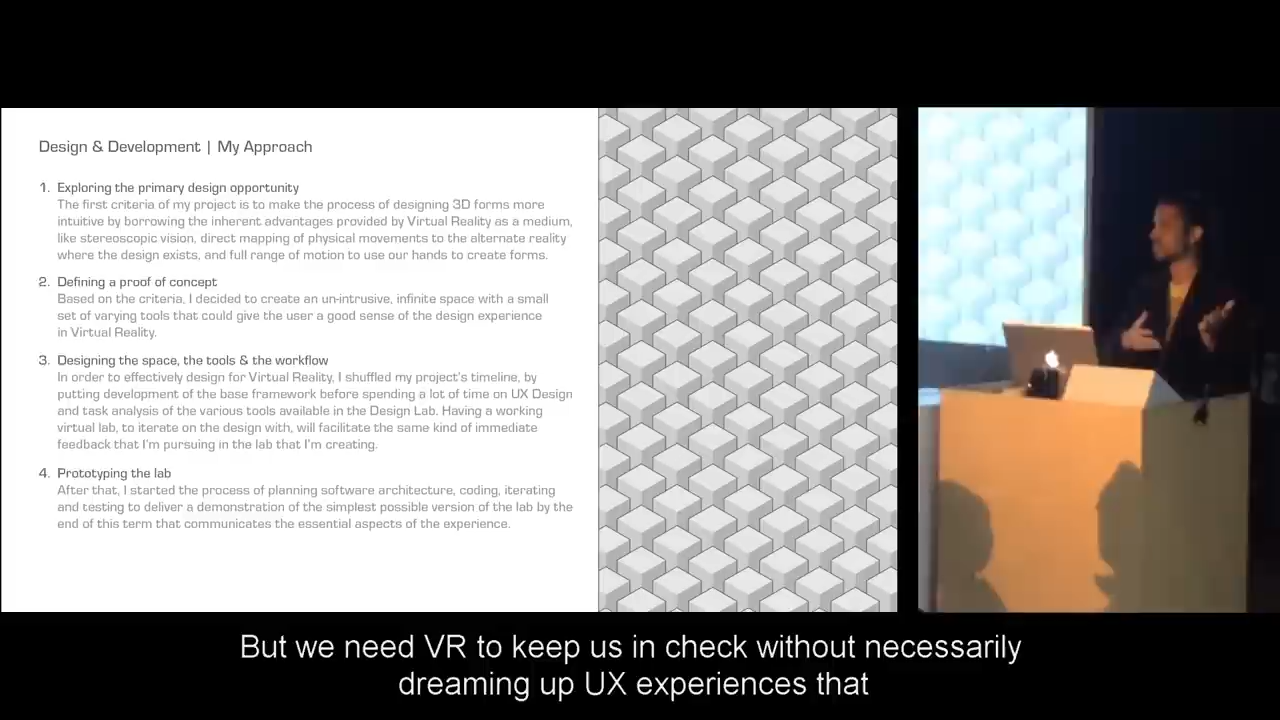 Design & Development | My Approach
1. Exploring the primary design opportunity
The first criteria of my project is to make the process of designing 3D forms more
intuitive by borrowing the inherent advantages provided by Virtual Reality as a medium,
like stereoscopic vision, direct mapping of physical movements to the alternate reality
where the design exists, and full range of motion to use our hands to create forms.
2. Defining a proof of concept
Based on the criteria, I decided to create an un-intrusive, infinite space with a small
set of varying tools that could give the user a good sense of the design experience
in Virtual Reality.
3. Designing the space, the tools & the workflow
In order to effectively design for Virtual Reality, I shuffled my project's timeline, by
putting development of the base framework before spending a lot of time on UX Design
and task analysis of the various tools available in the Design Lab. Having a working
virtual lab, to iterate on the design with, will facilitate the same kind of immediate
feedback that I'm pursuing in the lab that I'm creating.
4. Prototyping the lab
After that, I started the process of planning software architecture, coding, iterating
and testing to deliver a demonstration of the simplest possible version of the lab by the
end of this term that communicates the essential aspects of the experience.
But we need VR to keep us in check without necessarily
dreaming up UX experiences that